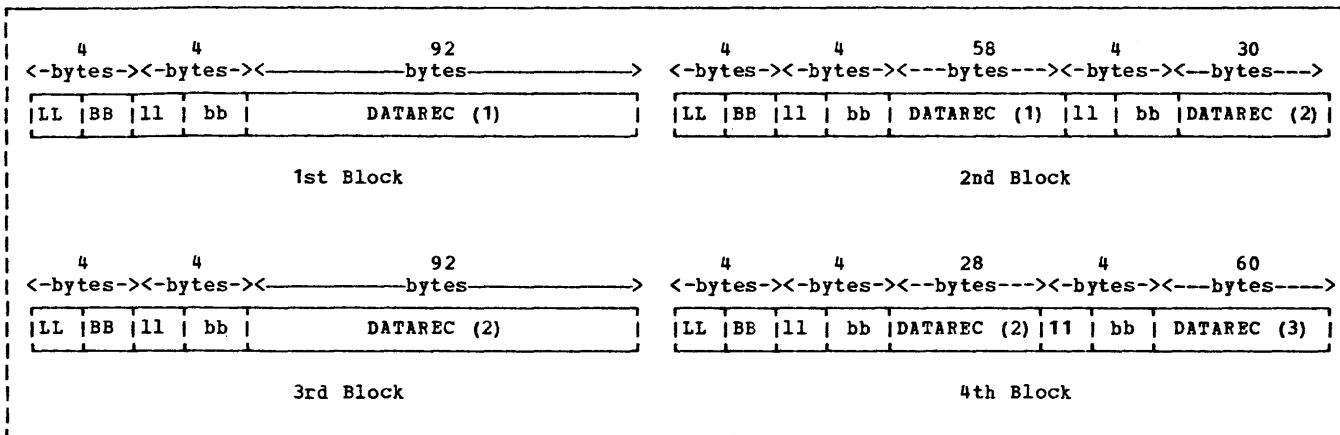 4 4 92 4 4 58 4 30
<-bytes-><-bytes-><————bytes————> <-bytes-><-bytes-><---bytes---><-bytes-><--bytes--->
|LL |BB |ll | bb | DATAREC (1) | |LL |BB |ll | bb | DATAREC (1) |ll | bb |DATAREC (2)|
1st Block 2nd Block
4 4 92 4 4 28 4 60
<-bytes-><-bytes-><————bytes————> <-bytes-><-bytes-><--bytes---><-bytes-><---bytes--->
|LL |BB |ll | bb | DATAREC (2) | |LL |BB |ll | bb |DATAREC (2)|ll | bb | DATAREC (3) |
3rd Block 4th Block